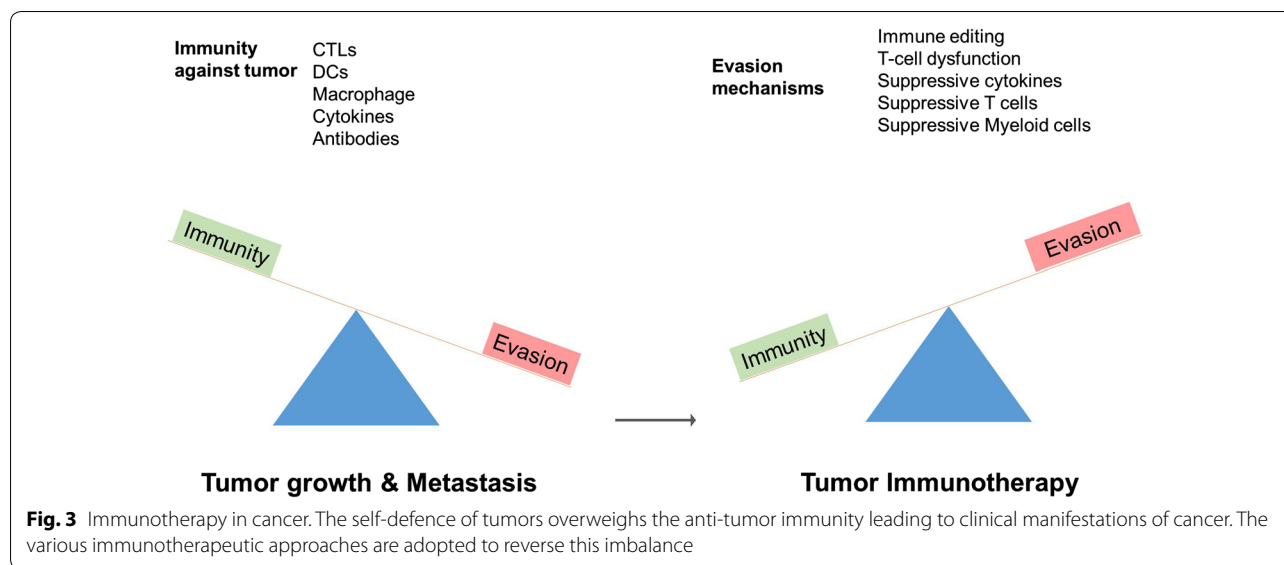 Immunity
against tumor
CTLs
DCs
Macrophage
Cytokines
Antibodies
Evasion
mechanisms
Immune editing
T-cell dysfunction
Suppressive cytokines
Suppressive T cells
Suppressive Myeloid cells
Immunity
Evasion
Evasion
Immunity
Tumor growth & Metastasis
Tumor Immunotherapy
Fig. 3 Immunotherapy in cancer. The self-defence of tumors overweighs the anti-tumor immunity leading to clinical manifestations of cancer. The
various immunotherapeutic approaches are adopted to reverse this imbalance